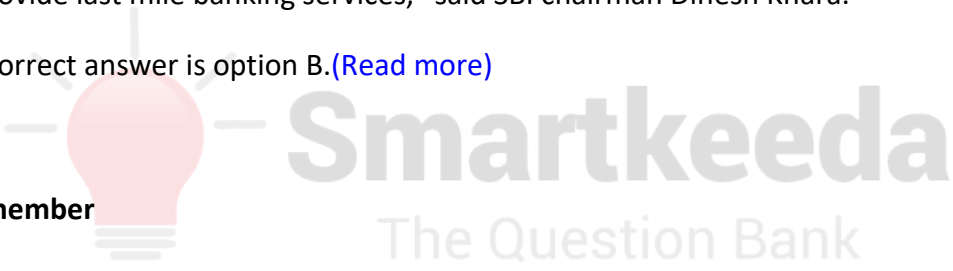 last mile banking services," said SBI chairman Dinesh Khara.
orrect answer is option B.(Read more)
Smartkeeda
nember
The Question Bank